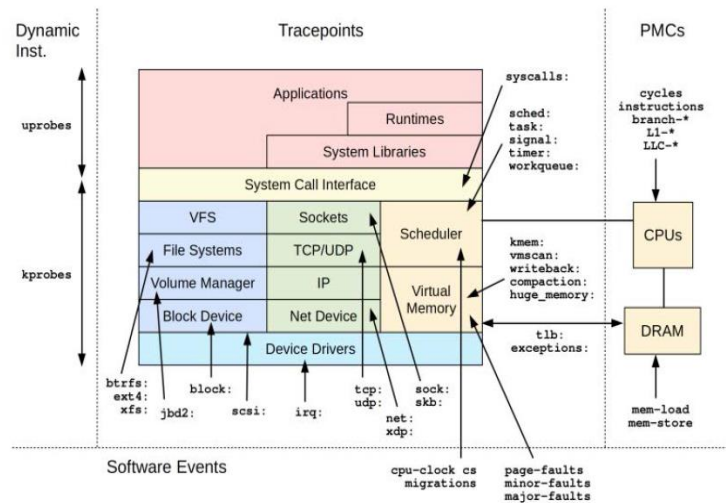 Dynamic
Inst.
Tracepoints
PMCs
uprobes
kprobes
Applications
Runtimes
System Libraries
System Call Interface
VFS
Sockets
Scheduler
File Systems
TCP/UDP
Volume Manager
IP
Virtual
Memory
Block Device
Net Device
Device Drivers
syscalls:
sched:
task:
signal:
timer:
workqueue:
kmem:
vmscan:
writeback:
compaction:
huge_memory:
tlb:
exceptions:
cycles
instructions
branch-*
L1-*
LLC-*
CPUs
DRAM
mem-load
mem-store
btrfs:
ext4:
xfs:
jbd2:
block:
scsi:
irq:
tcp:
udp:
sock:
skb:
net:
xdp:
Software Events
cpu-clock cs
migrations
page-faults
minor-faults
major-faults